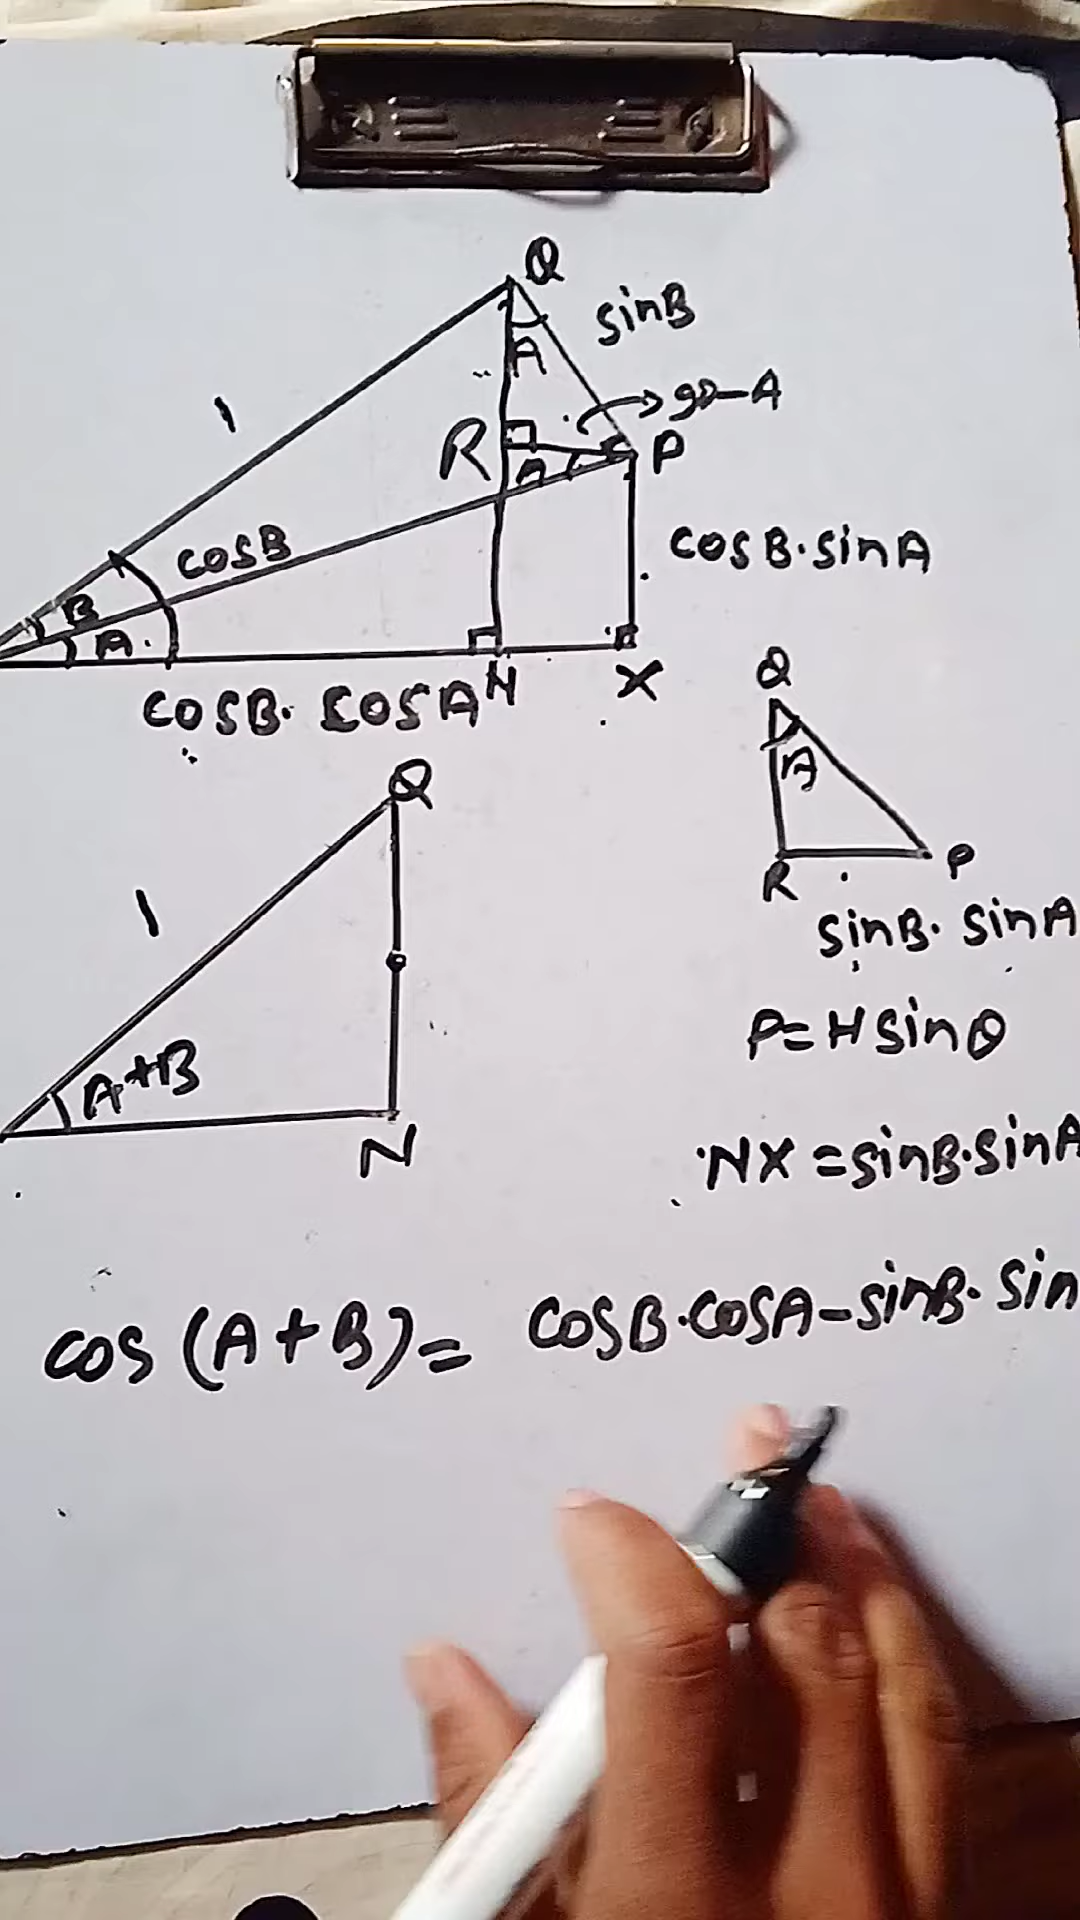 Q
sinB
1
A
90-A
R
A
P
cosB
cosB.sinA
B
A.
N
X
cosB. cosA
Q
A
R
P
sinB. sinA
Q
1
P=Hsinθ
A+B
N
NX=sinB.sinA
cos(A+B)= cosB.cosA-sinB.sin